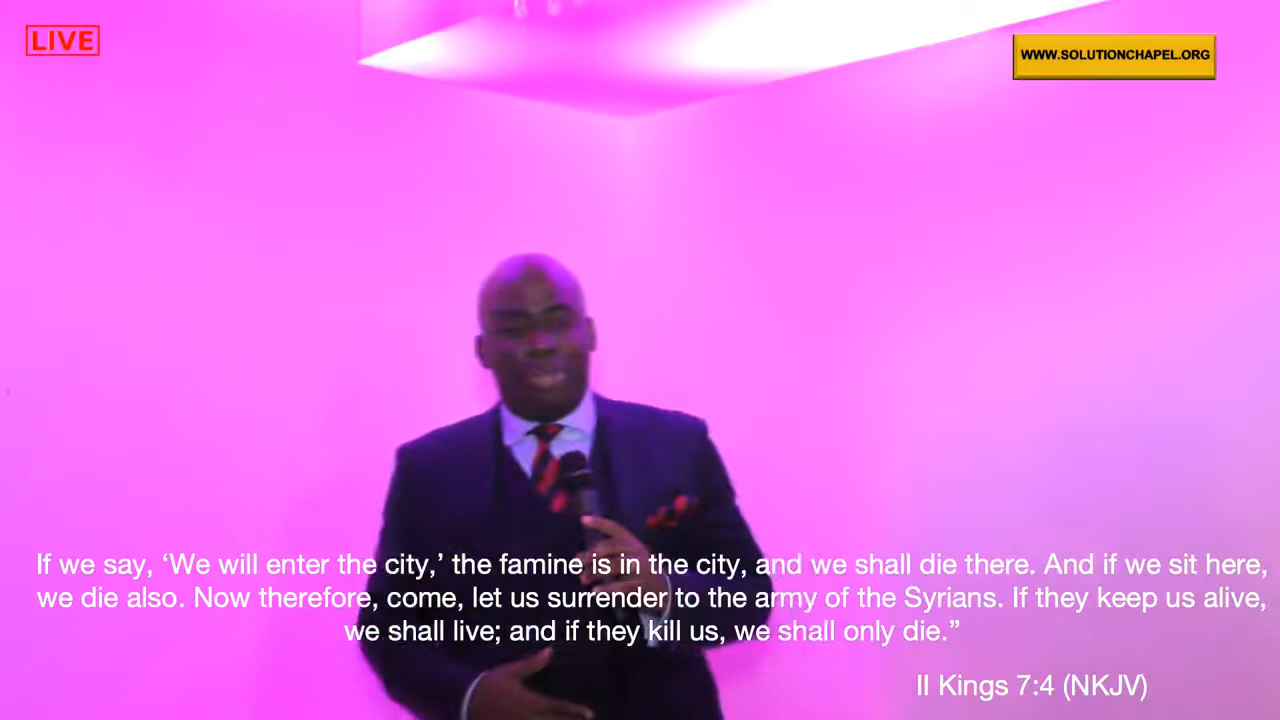 LIVE
WWW.SOLUTIONCHAPEL.ORG
If we say, ‘We will enter the city,’ the famine is in the city, and we shall die there. And if we sit here,
we die also. Now therefore, come, let us surrender to the army of the Syrians. If they keep us alive,
we shall live; and if they kill us, we shall only die.”
II Kings 7:4 (NKJV)